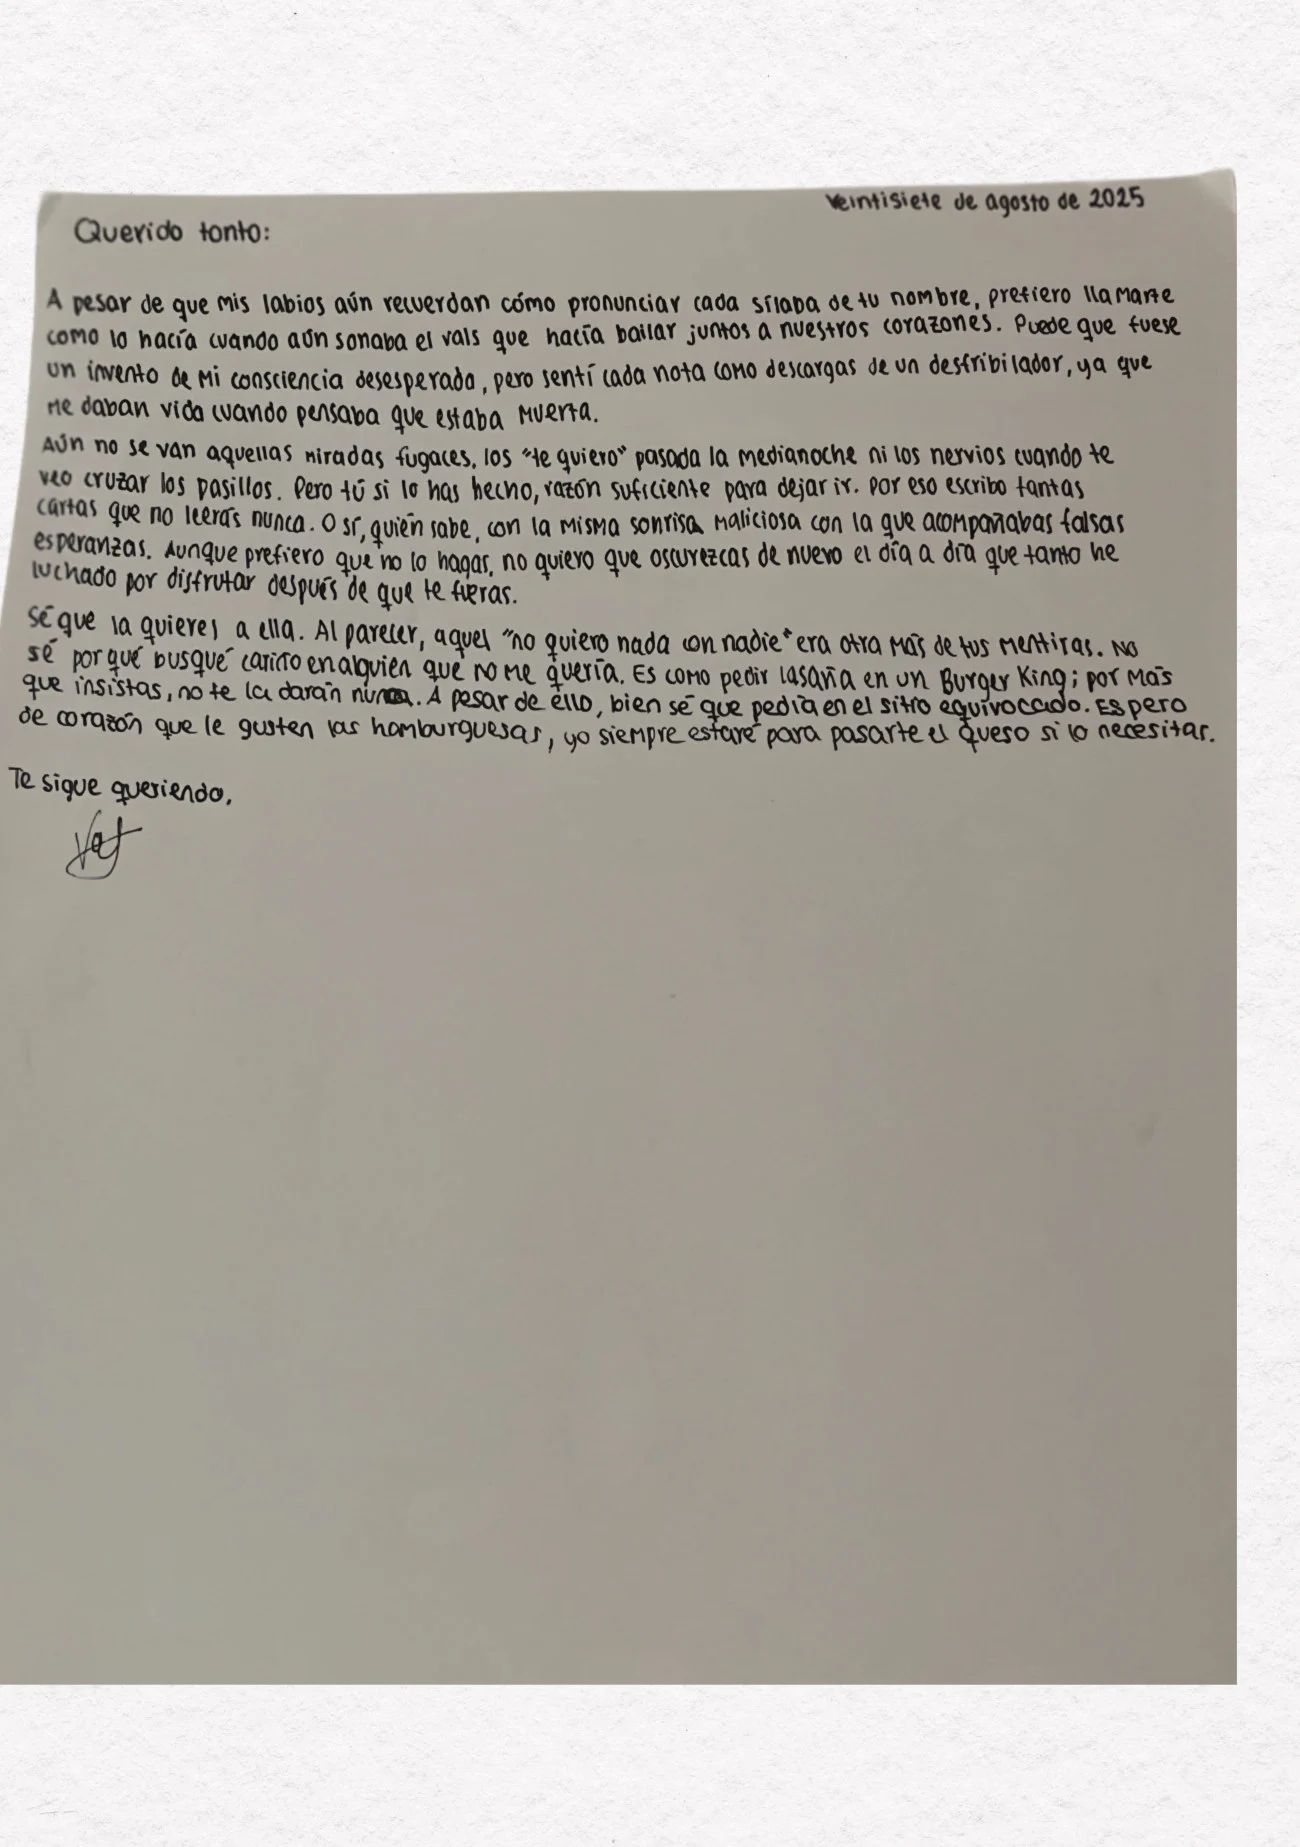 Veintisiete de agosto de 2025
Querido tonto:
A pesar de que mis labios aún recuerdan cómo pronunciar cada sílaba de tu nombre, prefiero llamarte
como lo hacía cuando aún sonaba el vals que hacía bailar juntos a nuestros corazones. Puede que fuese
un invento de mi consciencia desesperada, pero sentí cada nota como descargas de un desfribilador, ya que
me daban vida cuando pensaba que estaba muerta.
Aún no se van aquellas miradas fugaces, los "te quiero" pasada la medianoche ni los nervios cuando te
veo cruzar los pasillos. Pero tú si lo has hecho, razón suficiente para dejar ir. Por eso escribo tantas
cartas que no leerás nunca. O sí, quién sabe, con la misma sonrisa maliciosa con la que acompañabas falsas
esperanzas. Aunque prefiero que no lo hagas, no quiero que oscurezcas de nuevo el día a día que tanto he
luchado por disfrutar después de que te fueras.
Sé que la quieres a ella. Al parecer, aquel "no quiero nada con nadie" era otra más de tus mentiras. No
sé por qué busqué cariño en alguien que no me quería. Es como pedir lasaña en un Burger King; por más
que insistas, no te la darán nunca. A pesar de ello, bien sé que pedía en el sitio equivocado. Espero
de corazón que le gusten las hamburguesas, yo siempre estaré para pasarte el queso si lo necesitar.
Te sigue queriendo,